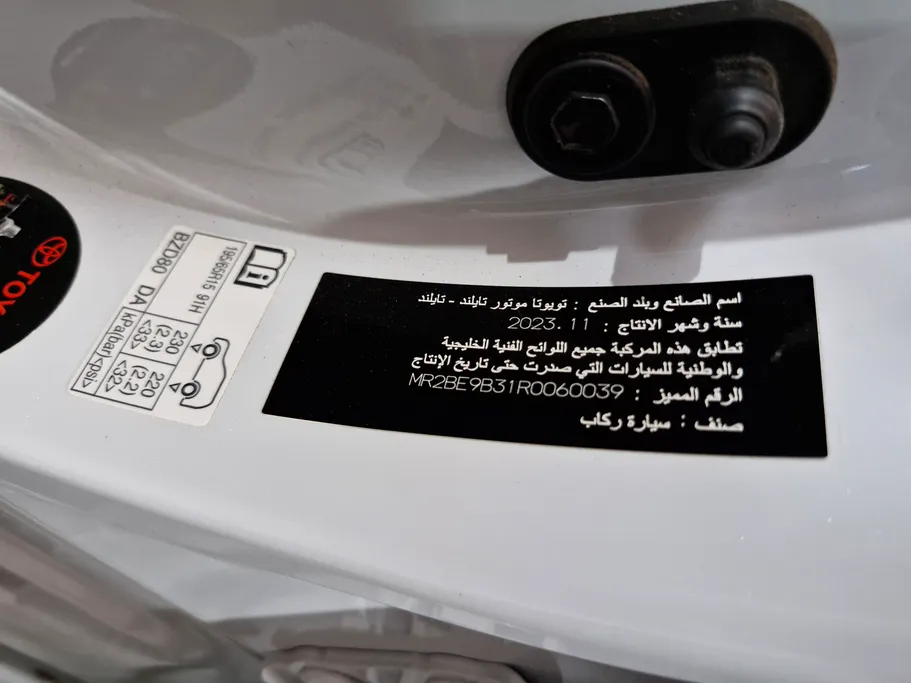 اسم الصانع وبلد الصنع : تويوتا موتور تايلند - تايلند
سنة وشهر الانتاج : 2023.11
تطابق هذه المركبة جميع اللوائح الفنية الخليجية
والوطنية للسيارات التي صدرت حتى تاريخ الإنتاج
الرقم المميز : MR2BE9B31R0060039
صنف : سيارة ركاب
195/65R15 91H
230
(2.3)
<33>
220
(2.2)
<32>
BZD80 DA
kPa(bar)<psi>
TOY